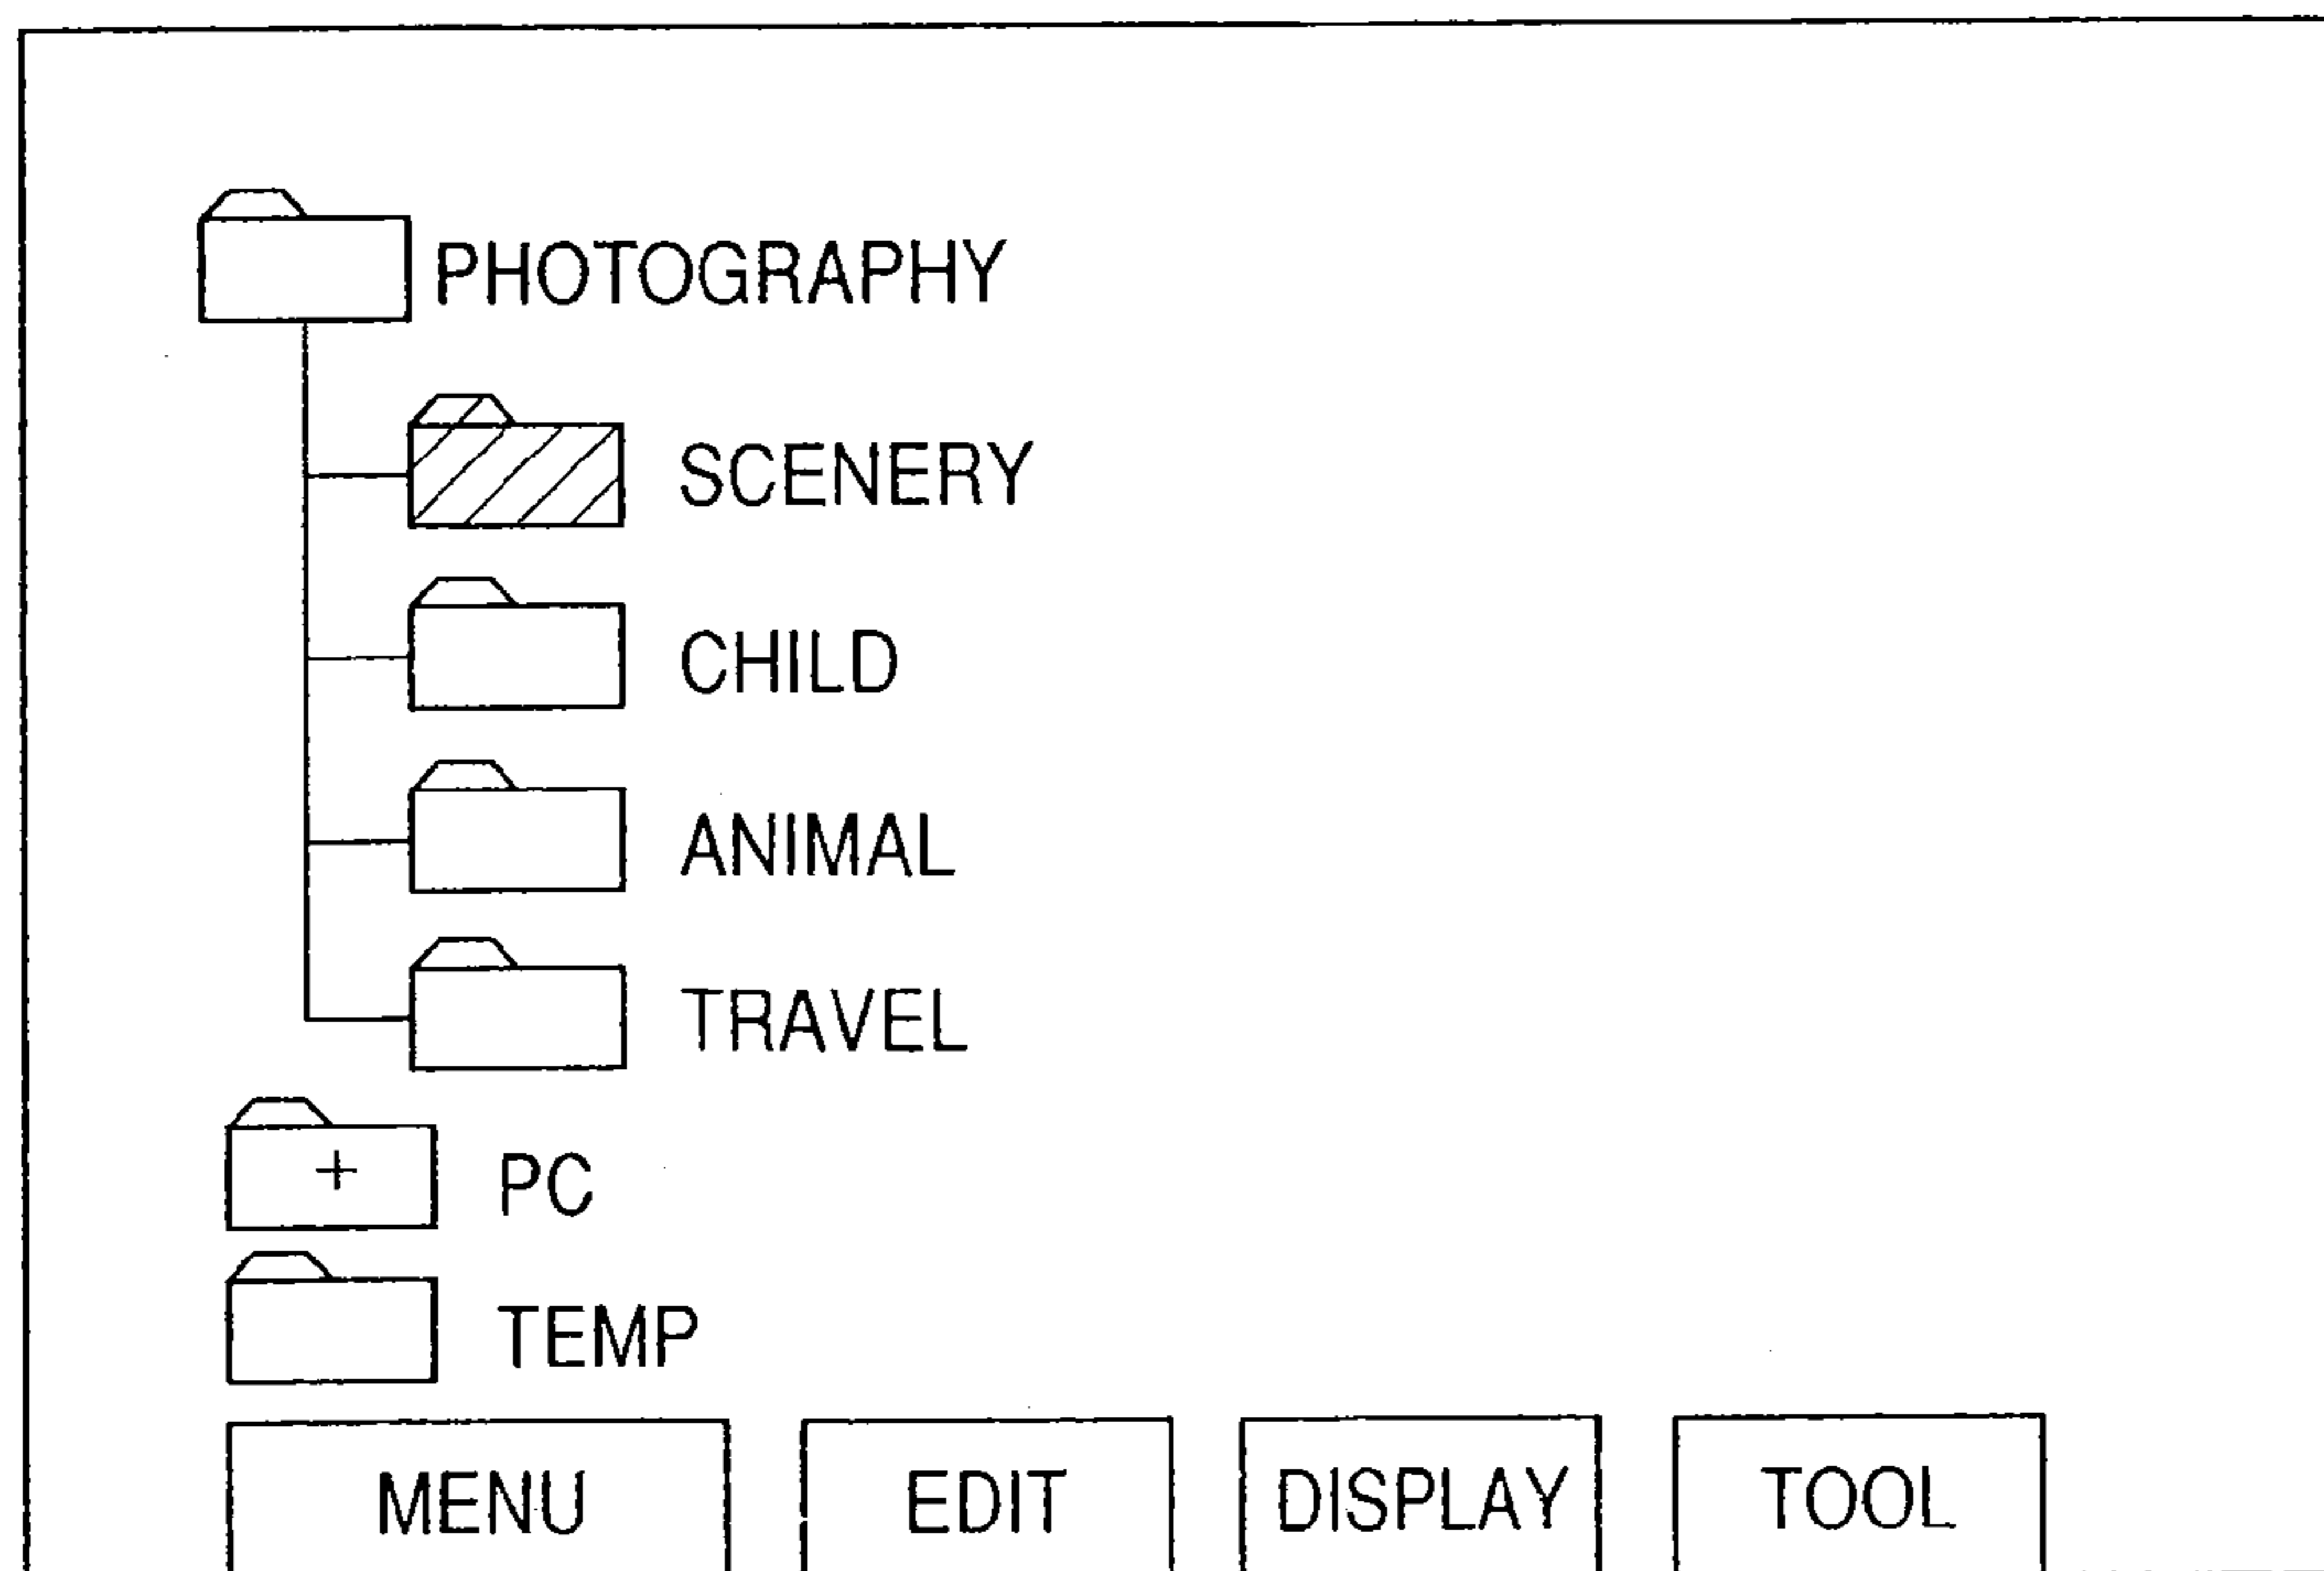 PHOTOGRAPHY
SCENERY
CHILD
ANIMAL
TRAVEL
+ PC
TEMP
MENU EDIT DISPLAY TOOL